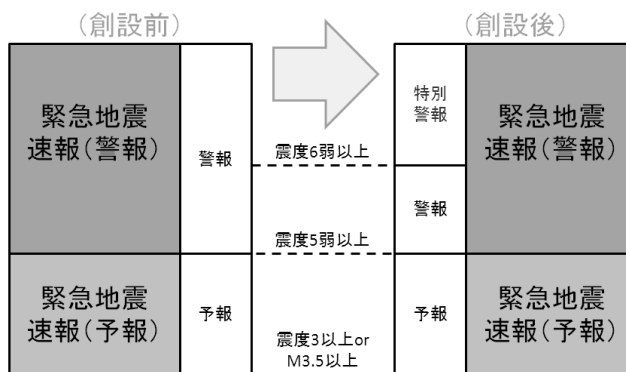 (創設前)
(創設後)
緊急地震
速報(警報)
警報
震度6弱以上
震度5弱以上
特別
警報
警報
緊急地震
速報(警報)
緊急地震
速報(予報)
予報
震度3以上or
M3.5以上
予報
緊急地震
速報(予報)